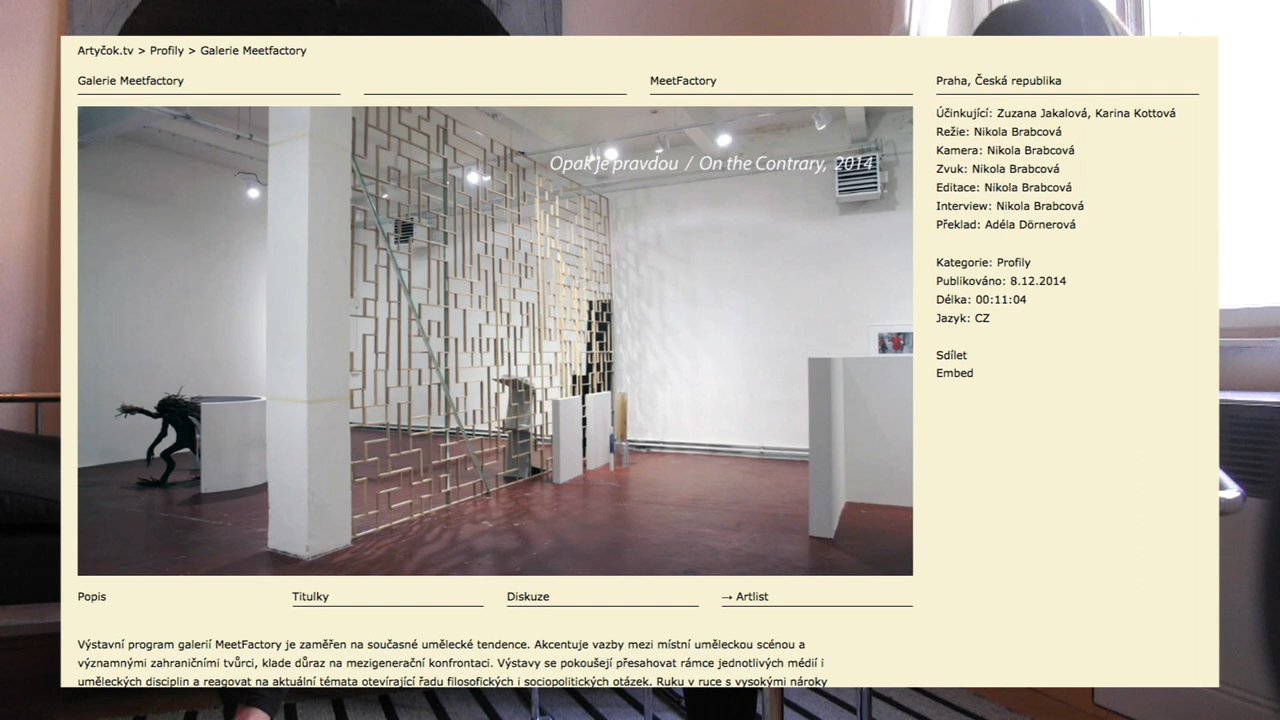 Artyčok.tv > Profily > Galerie Meetfactory
Galerie Meetfactory
MeetFactory
Praha, Česká republika
Opak je pravdou / On the Contrary, 2014
Účinkující: Zuzana Jakalová, Karina Kottová
Režie: Nikola Brabcová
Kamera: Nikola Brabcová
Zvuk: Nikola Brabcová
Editace: Nikola Brabcová
Interview: Nikola Brabcová
Překlad: Adéla Dörnerová
Kategorie: Profily
Publikováno: 8.12.2014
Délka: 00:11:04
Jazyk: CZ
Sdílet
Embed
Popis
Titulky
Diskuze
→ Artlist
Výstavní program galerií MeetFactory je zaměřen na současné umělecké tendence. Akcentuje vazby mezi místní uměleckou scénou a
významnými zahraničními tvůrci, klade důraz na mezigenerační konfrontaci. Výstavy se pokoušejí přesahovat rámce jednotlivých médií i
uměleckých disciplin a reagovat na aktuální témata otevírající řadu filosofických i sociopolitických otázek. Ruku v ruce s vysokými nároky